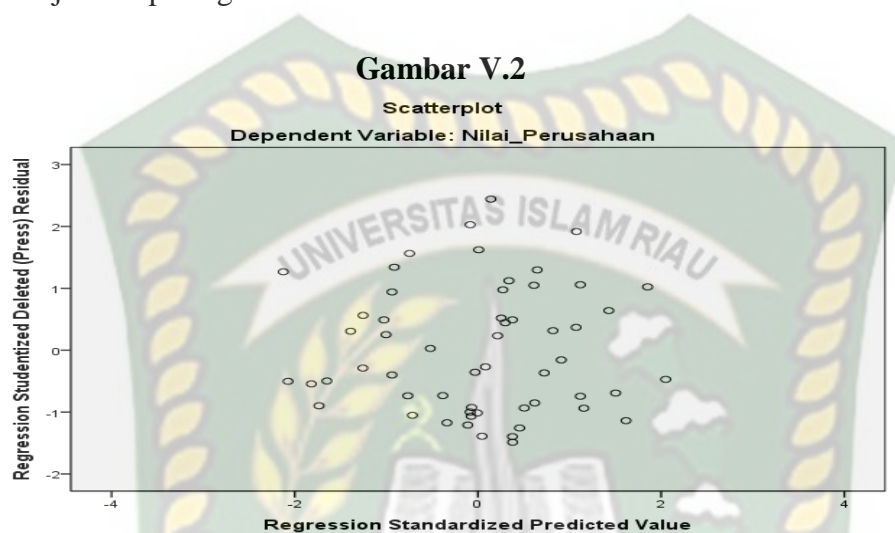 Gambar V.2
Scatterplot
Dependent Variable: Nilai_Perusahaan
UNIVERSITAS ISLAM RIAU
Regression Studentized Deleted (Press) Residual
3
2
1
0
-1
-2
-4
-2
0
2
4
Regression Standardized Predicted Value